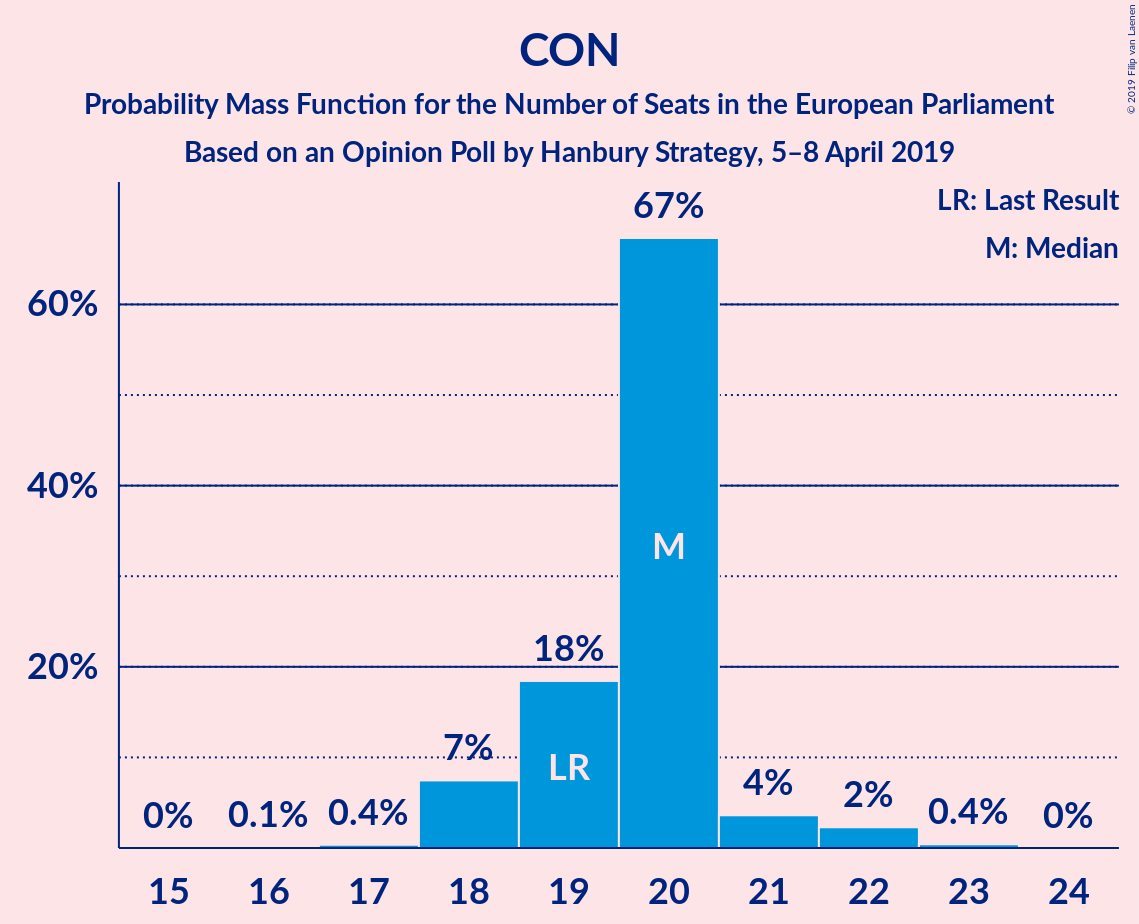 CON
Probability Mass Function for the Number of Seats in the European Parliament
Based on an Opinion Poll by Hanbury Strategy, 5–8 April 2019
© 2019 Filip van Laenen
LR: Last Result
M: Median
67%
60%
40%
M
18%
20%
7%
LR
4%
2%
0%
0.1%
0.4%
0.4%
0%
15 16 17 18 19 20 21 22 23 24